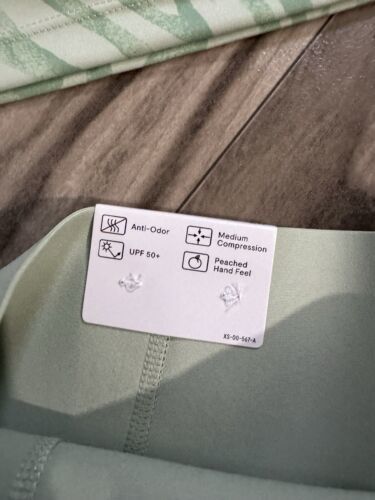 Anti-Odor
Medium
Compression
UPF 50+
Peached
Hand Feel
XS-00-567-A